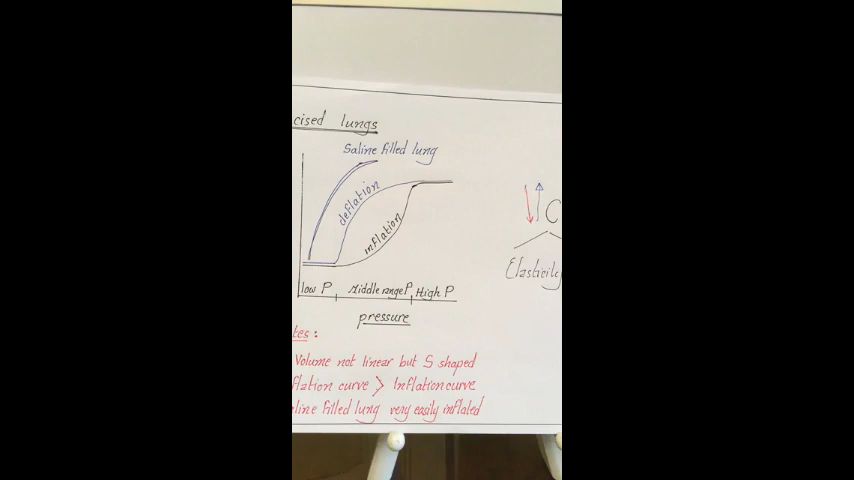 cised lungs
Saline filled lung
deflation
inflation
low P Middle range P High P
pressure
C
Elasticity
tes:
Volume not linear but S shaped
flation curve > Inflation curve
line filled lung very easily inflated